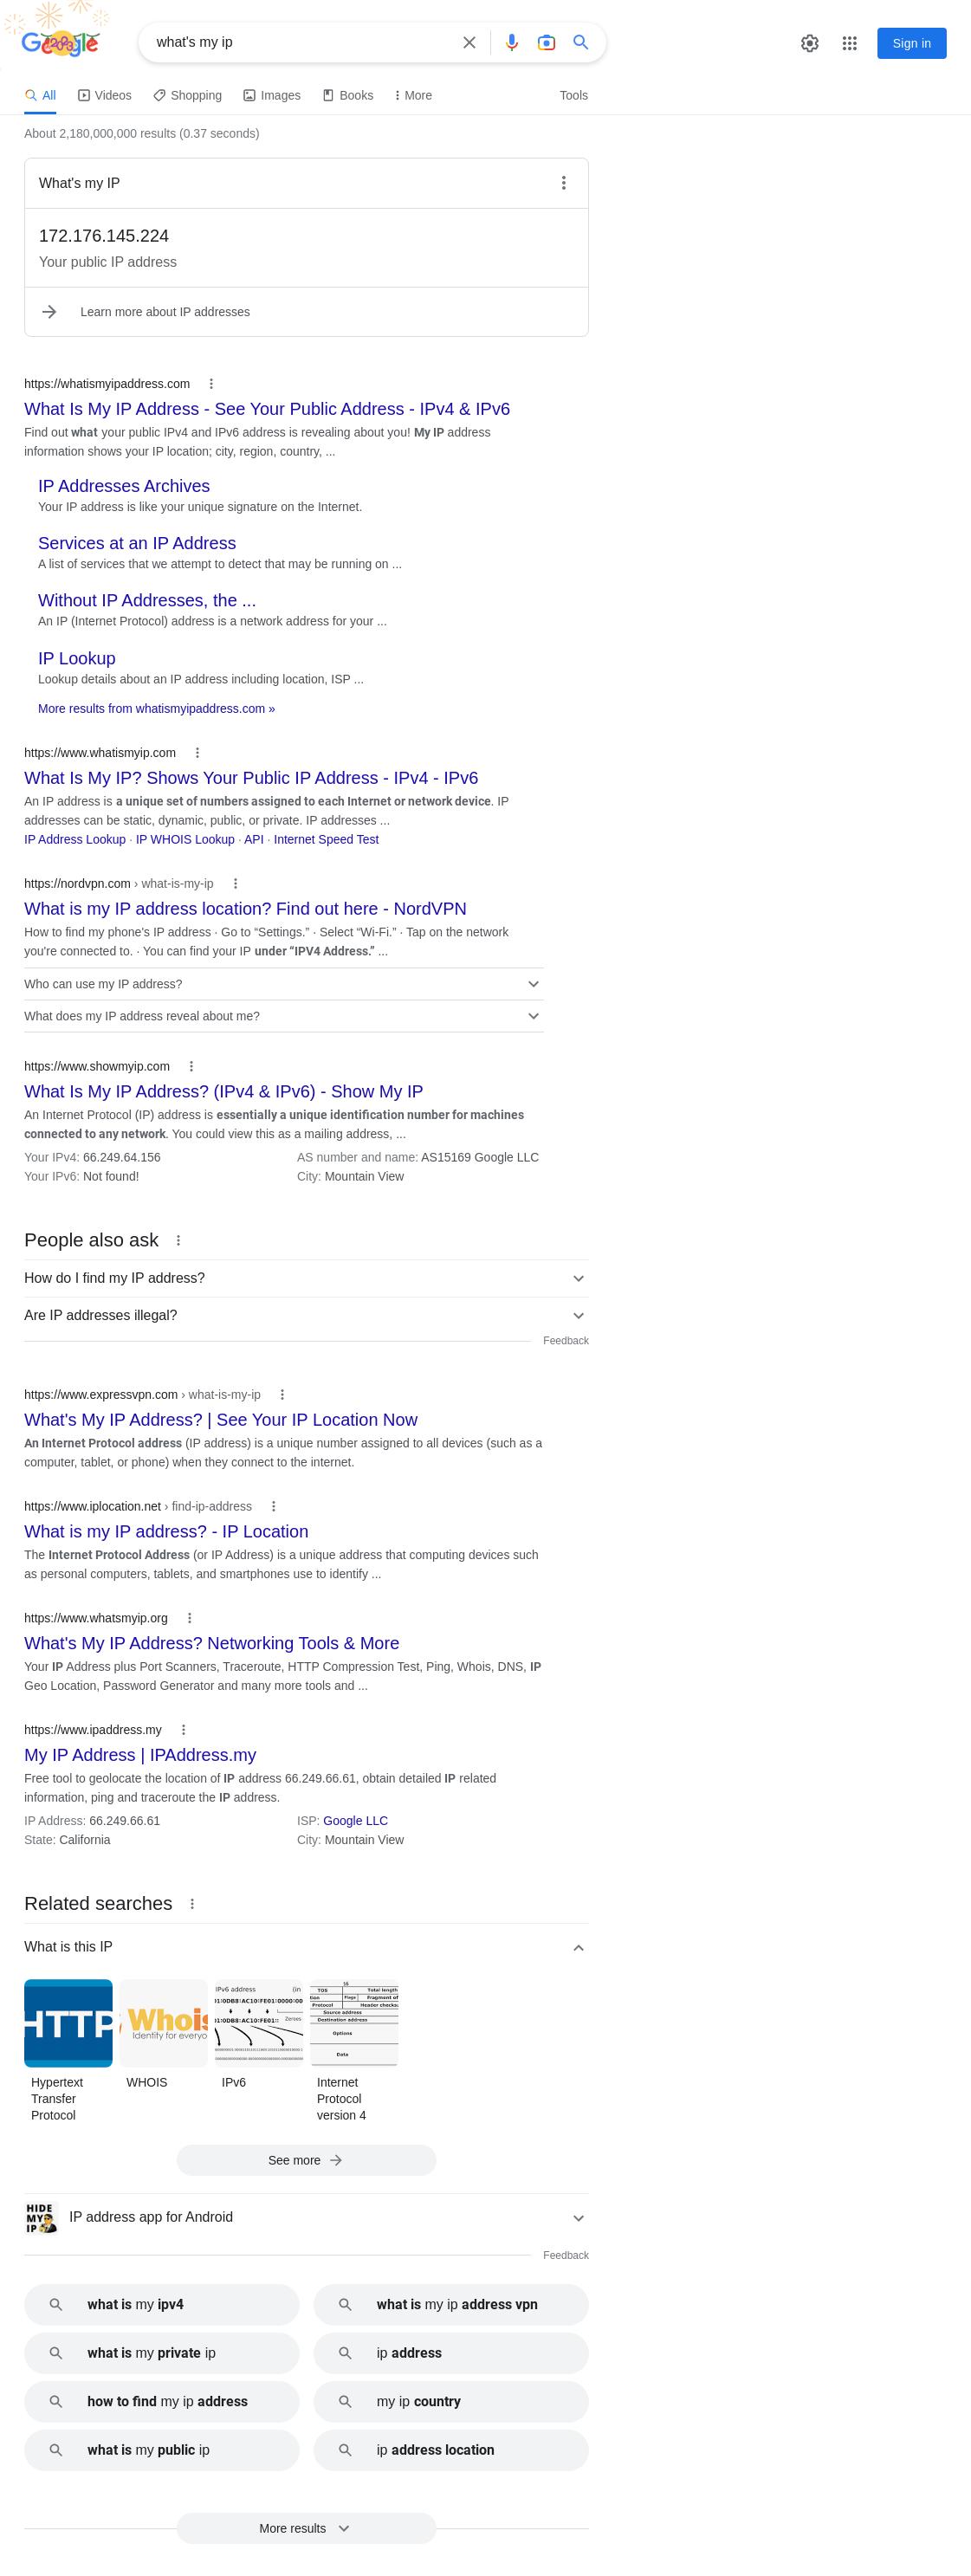 Google
what's my ip
Sign in
All
Videos
Shopping
Images
Books
More
Tools
About 2,180,000,000 results (0.37 seconds)
What's my IP
172.176.145.224
Your public IP address
Learn more about IP addresses
https://whatismyipaddress.com
What Is My IP Address - See Your Public Address - IPv4 & IPv6
Find out what your public IPv4 and IPv6 address is revealing about you! My IP address
information shows your IP location; city, region, country, ...
IP Addresses Archives
Your IP address is like your unique signature on the Internet.
Services at an IP Address
A list of services that we attempt to detect that may be running on ...
Without IP Addresses, the ...
An IP (Internet Protocol) address is a network address for your ...
IP Lookup
Lookup details about an IP address including location, ISP ...
More results from whatismyipaddress.com »
https://www.whatismyip.com
What Is My IP? Shows Your Public IP Address - IPv4 - IPv6
An IP address is a unique set of numbers assigned to each Internet or network device. IP
addresses can be static, dynamic, public, or private. IP addresses ...
IP Address Lookup · IP WHOIS Lookup · API · Internet Speed Test
https://nordvpn.com › what-is-my-ip
What is my IP address location? Find out here - NordVPN
How to find my phone's IP address · Go to “Settings.” · Select “Wi-Fi.” · Tap on the network
you're connected to. · You can find your IP under “IPV4 Address.” ...
Who can use my IP address?
What does my IP address reveal about me?
https://www.showmyip.com
What Is My IP Address? (IPv4 & IPv6) - Show My IP
An Internet Protocol (IP) address is essentially a unique identification number for machines
connected to any network. You could view this as a mailing address, ...
Your IPv4: 66.249.64.156
AS number and name: AS15169 Google LLC
Your IPv6: Not found!
City: Mountain View
People also ask
How do I find my IP address?
Are IP addresses illegal?
Feedback
https://www.expressvpn.com › what-is-my-ip
What's My IP Address? | See Your IP Location Now
An Internet Protocol address (IP address) is a unique number assigned to all devices (such as a
computer, tablet, or phone) when they connect to the internet.
https://www.iplocation.net › find-ip-address
What is my IP address? - IP Location
The Internet Protocol Address (or IP Address) is a unique address that computing devices such
as personal computers, tablets, and smartphones use to identify ...
https://www.whatsmyip.org
What's My IP Address? Networking Tools & More
Your IP Address plus Port Scanners, Traceroute, HTTP Compression Test, Ping, Whois, DNS, IP
Geo Location, Password Generator and many more tools and ...
https://www.ipaddress.my
My IP Address | IPAddress.my
Free tool to geolocate the location of IP address 66.249.66.61, obtain detailed IP related
information, ping and traceroute the IP address.
IP Address: 66.249.66.61
ISP: Google LLC
State: California
City: Mountain View
Related searches
What is this IP
HTTP
Whois
Identity for everyo
IPv6 address (in
Zeroes
TOS Total length
Flags Fragment of
Protocol Header checks
Source address
Destination address
Options
Data
Hypertext
Transfer
Protocol
WHOIS
IPv6
Internet
Protocol
version 4
See more
HIDE
MY
IP
IP address app for Android
Feedback
what is my ipv4
what is my ip address vpn
what is my private ip
ip address
how to find my ip address
my ip country
what is my public ip
ip address location
More results